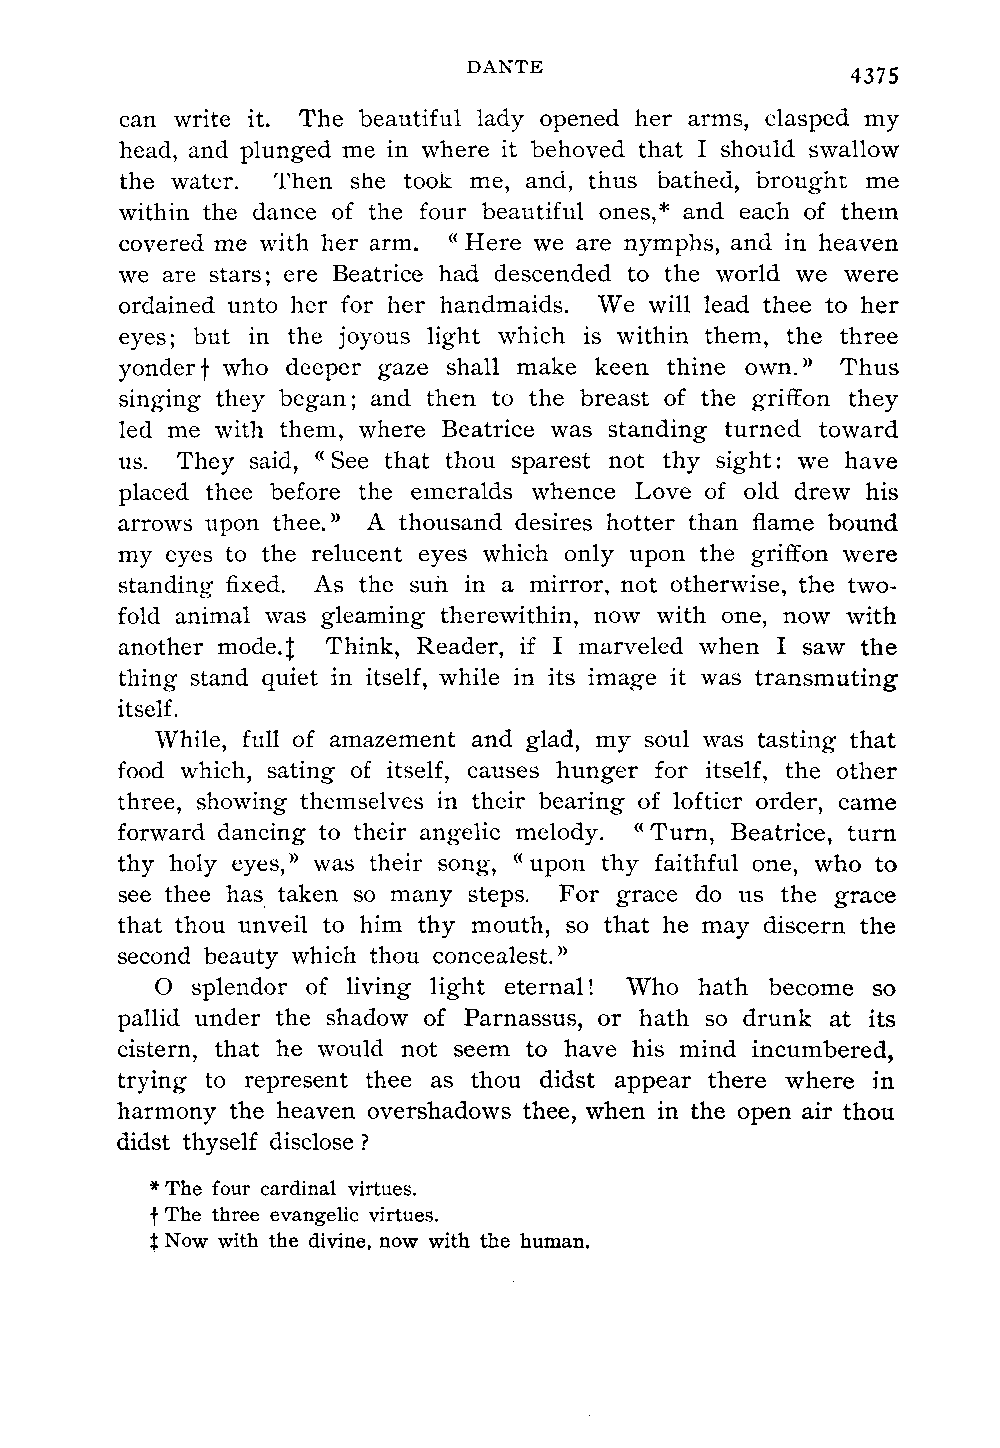 DANTE
4375
can write it. The beautiful lady opened her arms, clasped my
head, and plunged me in where it behoved that I should swallow
the water. Then she took me, and, thus bathed, brought me
within the dance of the four beautiful ones,* and each of them
covered me with her arm. « Here we are nymphs, and in heaven
we are stars; ere Beatrice had descended to the world we were
ordained unto her for her handmaids. We will lead thee to her
eyes; but in the joyous light which is within them, the three
yonder† who deeper gaze shall make keen thine own.» Thus
singing they began; and then to the breast of the griffon they
led me with them, where Beatrice was standing turned toward
us. They said, « See that thou sparest not thy sight: we have
placed thee before the emeralds whence Love of old drew his
arrows upon thee.» A thousand desires hotter than flame bound
my eyes to the relucent eyes which only upon the griffon were
standing fixed. As the sun in a mirror, not otherwise, the two-
fold animal was gleaming therewithin, now with one, now with
another mode.‡ Think, Reader, if I marveled when I saw the
thing stand quiet in itself, while in its image it was transmuting
itself.
While, full of amazement and glad, my soul was tasting that
food which, sating of itself, causes hunger for itself, the other
three, showing themselves in their bearing of loftier order, came
forward dancing to their angelic melody. « Turn, Beatrice, turn
thy holy eyes,» was their song, « upon thy faithful one, who to
see thee has taken so many steps. For grace do us the grace
that thou unveil to him thy mouth, so that he may discern the
second beauty which thou concealest.»
O splendor of living light eternal! Who hath become so
pallid under the shadow of Parnassus, or hath so drunk at its
cistern, that he would not seem to have his mind incumbered,
trying to represent thee as thou didst appear there where in
harmony the heaven overshadows thee, when in the open air thou
didst thyself disclose?
* The four cardinal virtues.
† The three evangelic virtues.
‡ Now with the divine, now with the human.